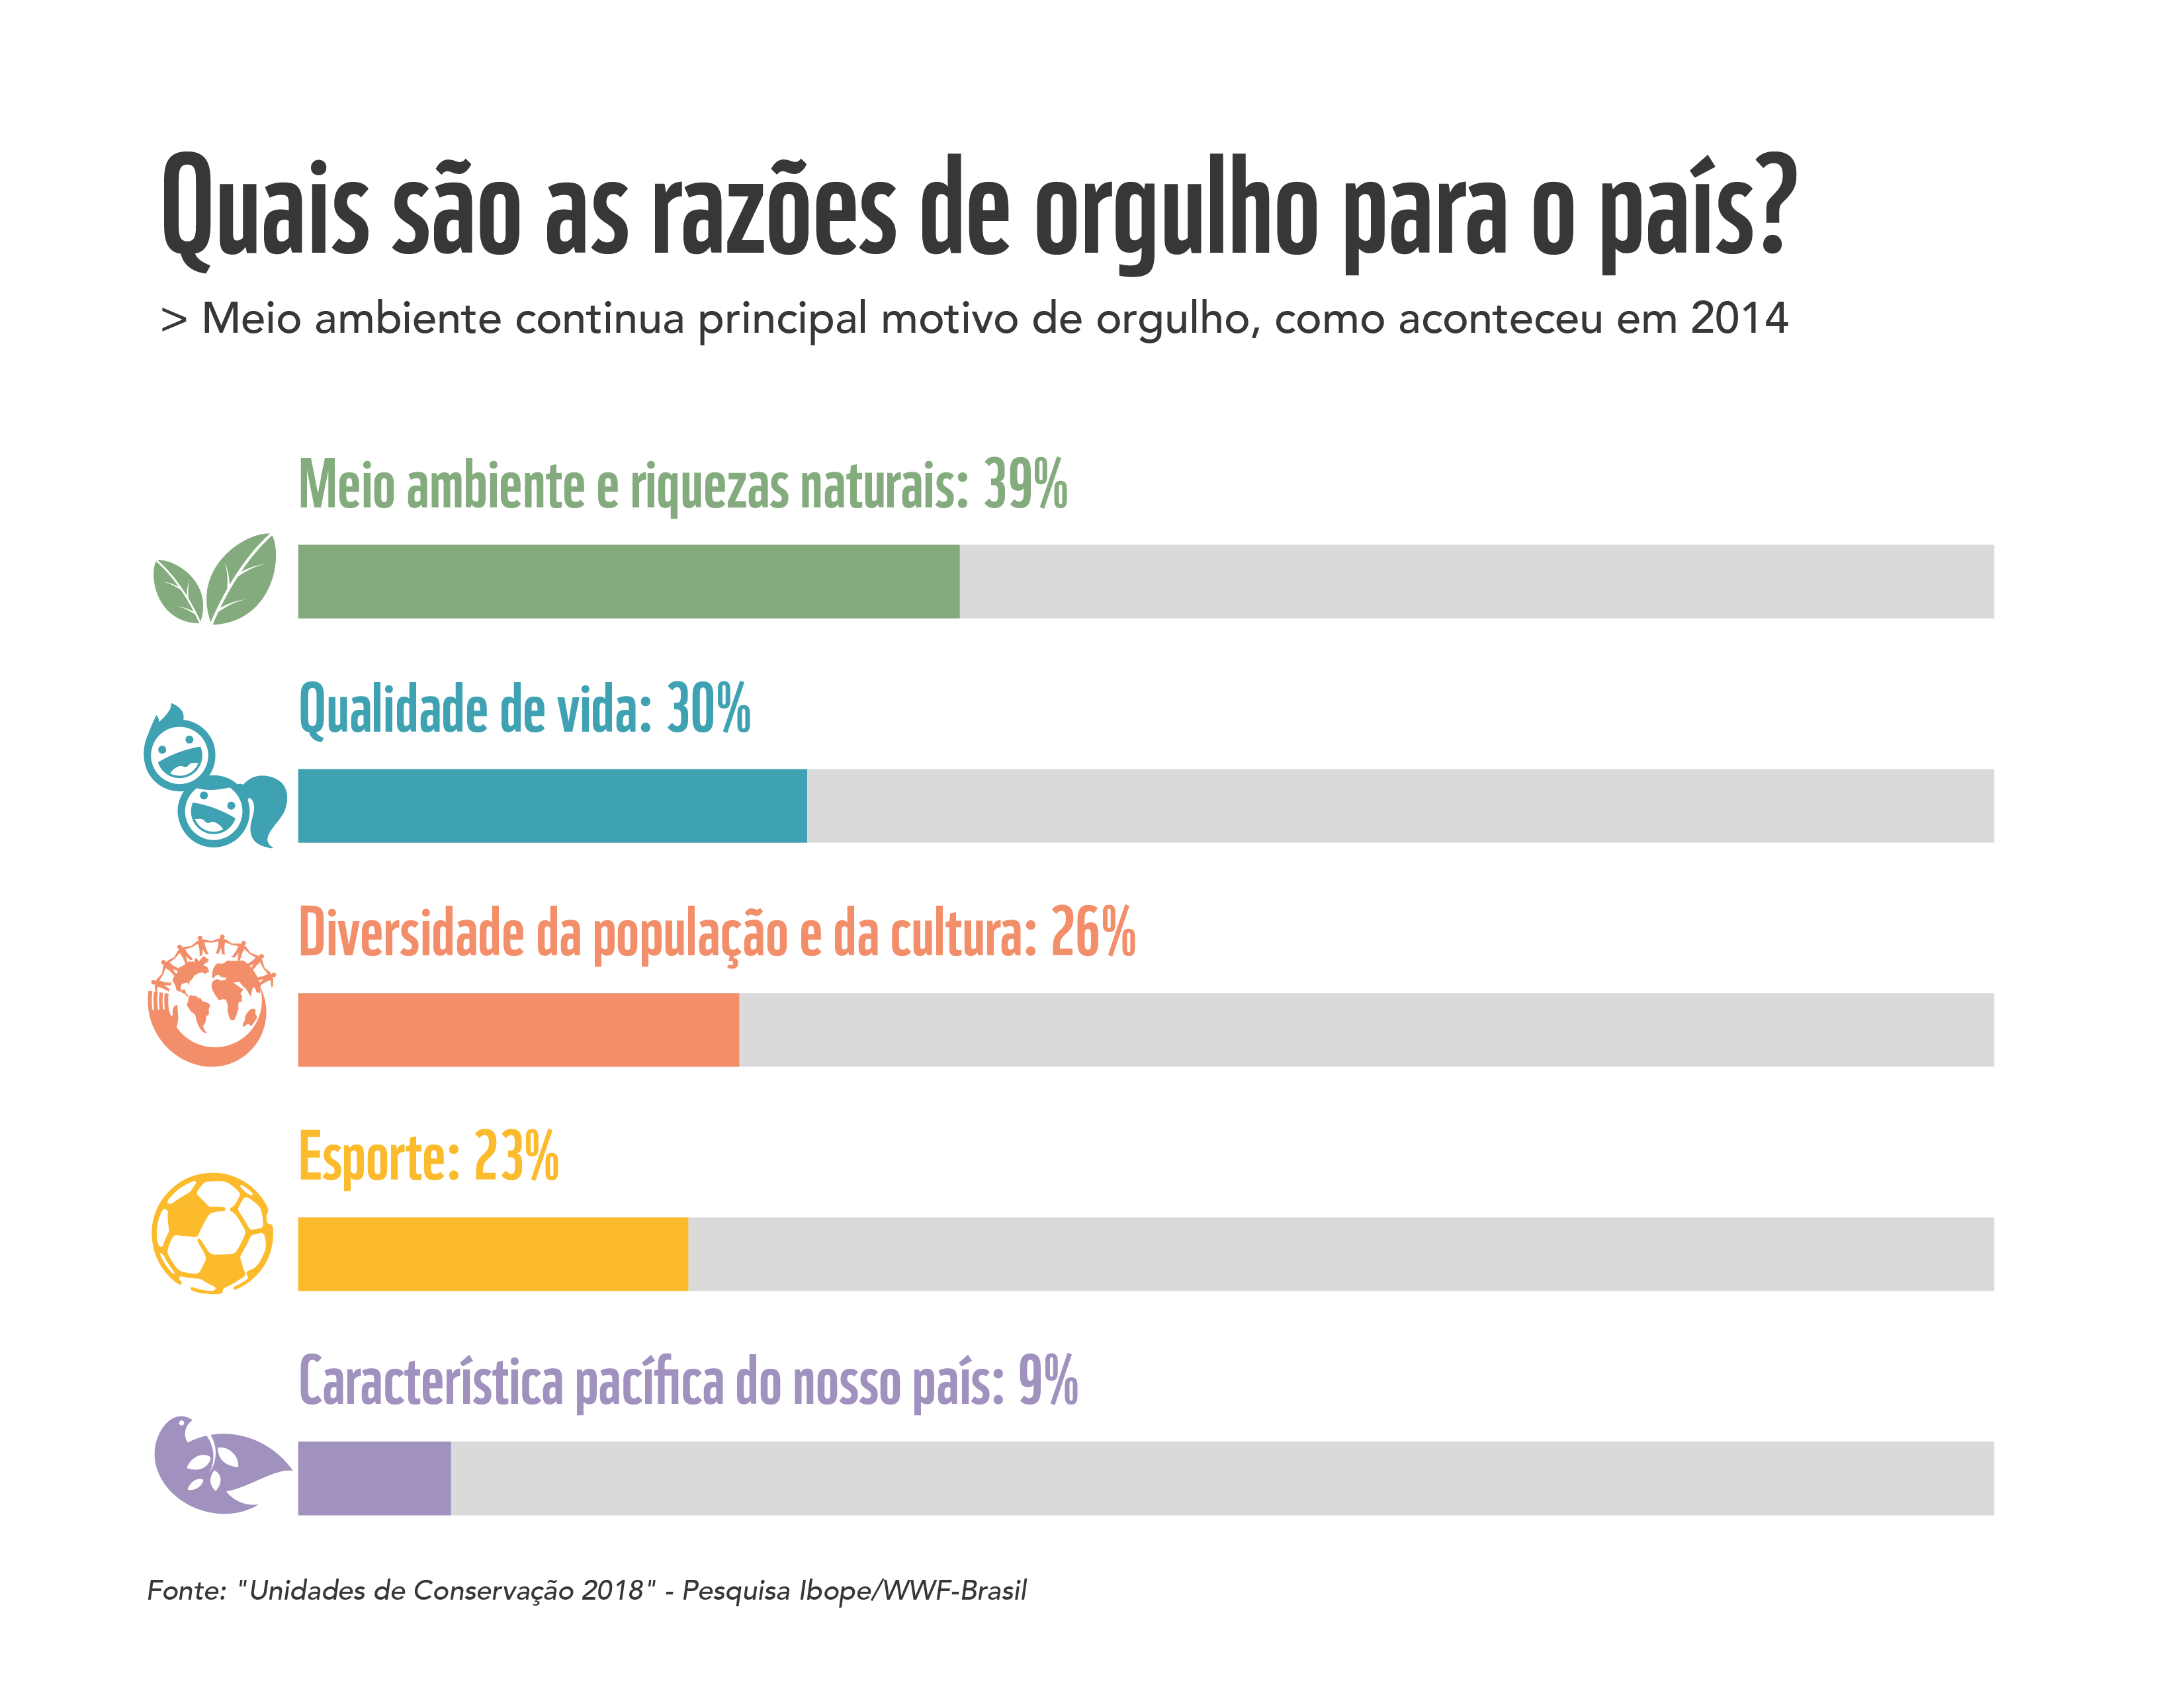 Quais são as razões de orgulho para o país?
> Meio ambiente continua principal motivo de orgulho, como aconteceu em 2014
Meio ambiente e riquezas naturais: 39%
Qualidade de vida: 30%
Diversidade da população e da cultura: 26%
Esporte: 23%
Característica pacífica do nosso país: 9%
Fonte: "Unidades de Conservação 2018" - Pesquisa Ibope/WWF-Brasil